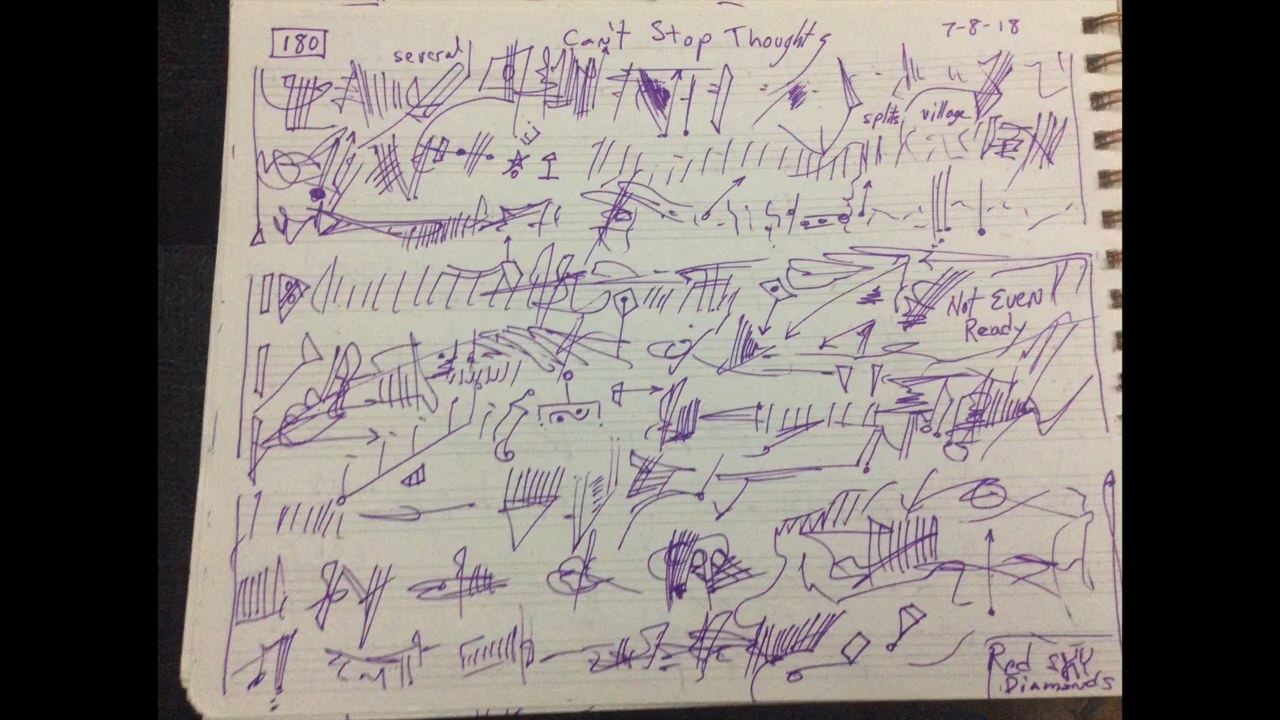 180
Can't Stop Thoughts
7-8-18
several
splits village
Not Even
Ready
Red sky
Diamonds